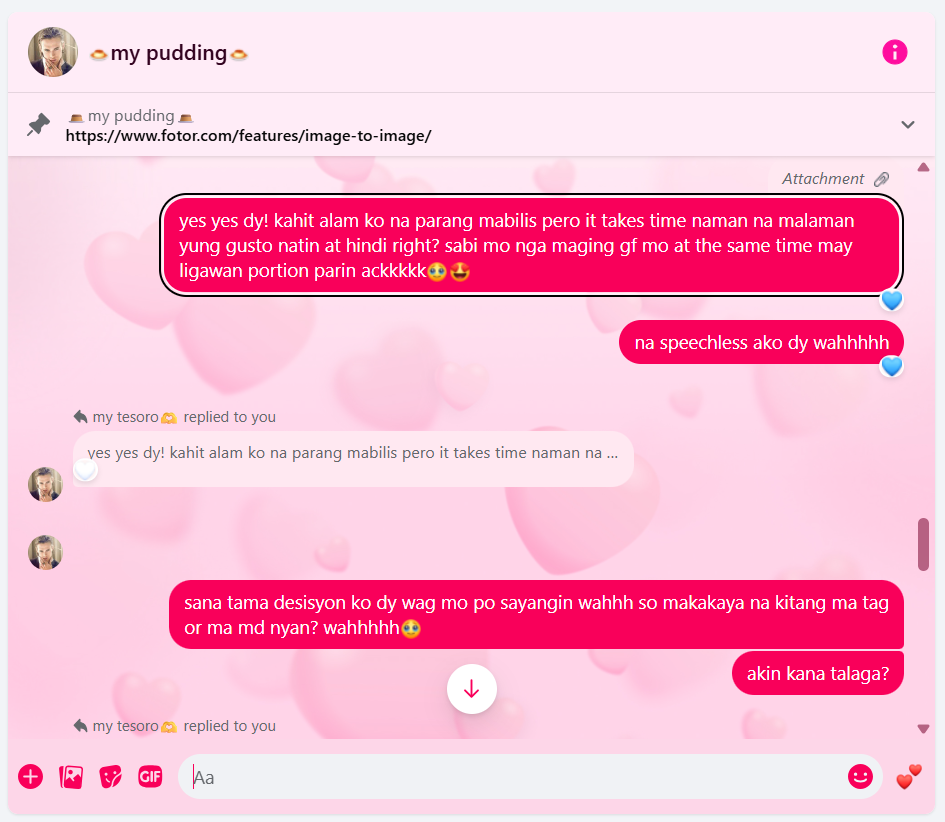 🍮my pudding🍮
🍮my pudding🍮
https://www.fotor.com/features/image-to-image/
Attachment
yes yes dy! kahit alam ko na parang mabilis pero it takes time naman na malaman
yung gusto natin at hindi right? sabi mo nga maging gf mo at the same time may
ligawan portion parin ackkkkk🥹🤩
na speechless ako dy wahhhhh
my tesoro🫶 replied to you
yes yes dy! kahit alam ko na parang mabilis pero it takes time naman na ...
sana tama desisyon ko dy wag mo po sayangin wahhh so makakaya na kitang ma tag
or ma md nyan? wahhhhh🥹
akin kana talaga?
my tesoro🫶 replied to you
GIF
Aa